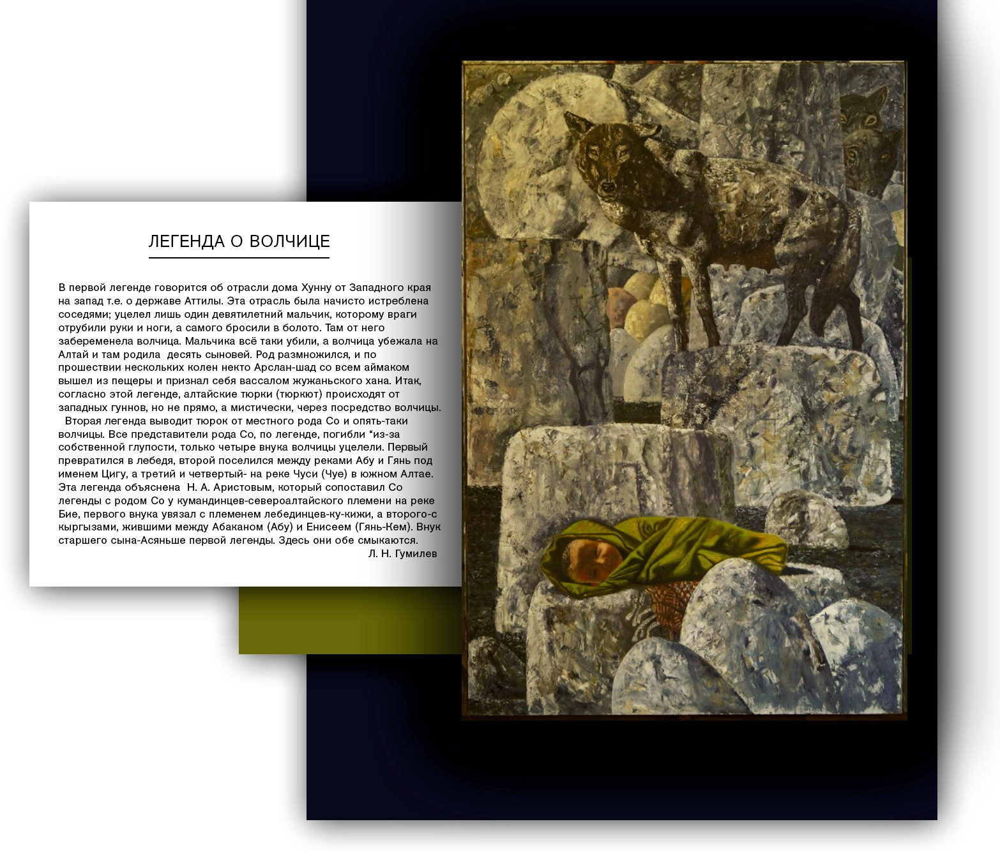 ЛЕГЕНДА О ВОЛЧИЦЕ
В первой легенде говорится об отрасли дома Хунну от Западного края
на запад т.е. о державе Аттилы. Эта отрасль была начисто истреблена
соседями; уцелел лишь один девятилетний мальчик, которому враги
отрубили руки и ноги, а самого бросили в болото. Там от него
забеременела волчица. Мальчика всё таки убили, а волчица убежала на
Алтай и там родила  десять сыновей. Род размножился, и по
прошествии нескольких колен некто Арслан-шад со всем аймаком
вышел из пещеры и признал себя вассалом жужаньского хана. Итак,
согласно этой легенде, алтайские тюрки (тюркют) происходят от
западных гуннов, но не прямо, а мистически, через посредство волчицы.
Вторая легенда выводит тюрок от местного рода Со и опять-таки
волчицы. Все представители рода Со, по легенде, погибли “из-за
собственной глупости, только четыре внука волчицы уцелели. Первый
превратился в лебедя, второй поселился между реками Абу и Гянь под
именем Цигу, а третий и четвертый- на реке Чуси (Чуе) в южном Алтае.
Эта легенда объяснена  Н. А. Аристовым, который сопоставил Со
легенды с родом Со у кумандинцев-североалтайского племени на реке
Бие, первого внука увязал с племенем лебединцев-ку-кижи, а второго-с
кыргызами, жившими между Абаканом (Абу) и Енисеем (Гянь-Кем). Внук
старшего сына-Асяньше первой легенды. Здесь они обе смыкаются.
Л. Н. Гумилев